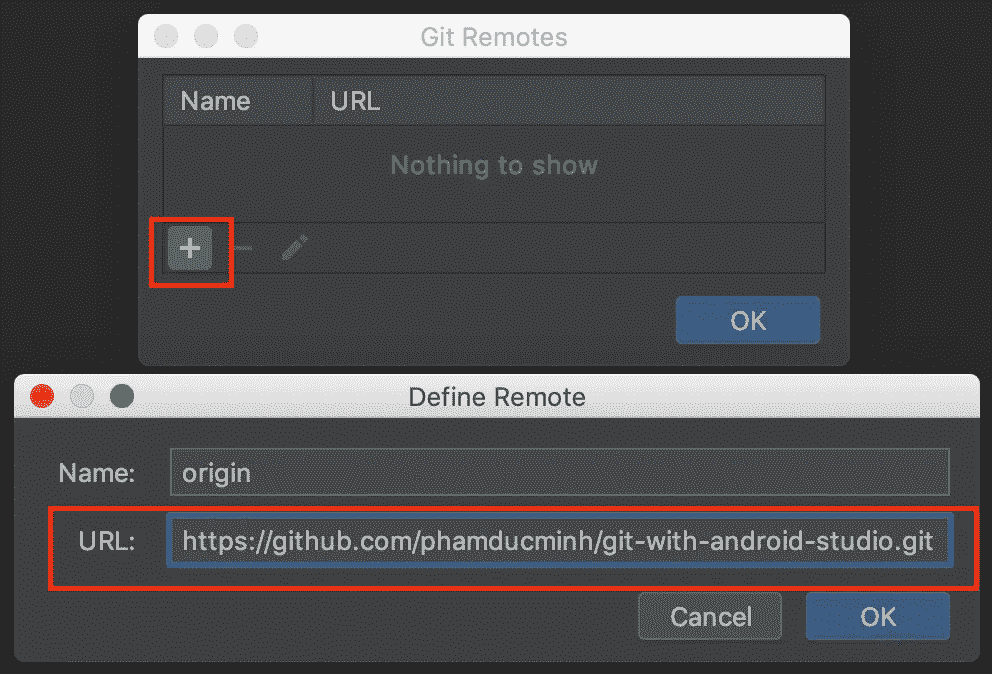 Git Remotes
Name URL
Nothing to show
OK
Define Remote
Name: origin
URL: https://github.com/phamducminh/git-with-android-studio.git
Cancel OK